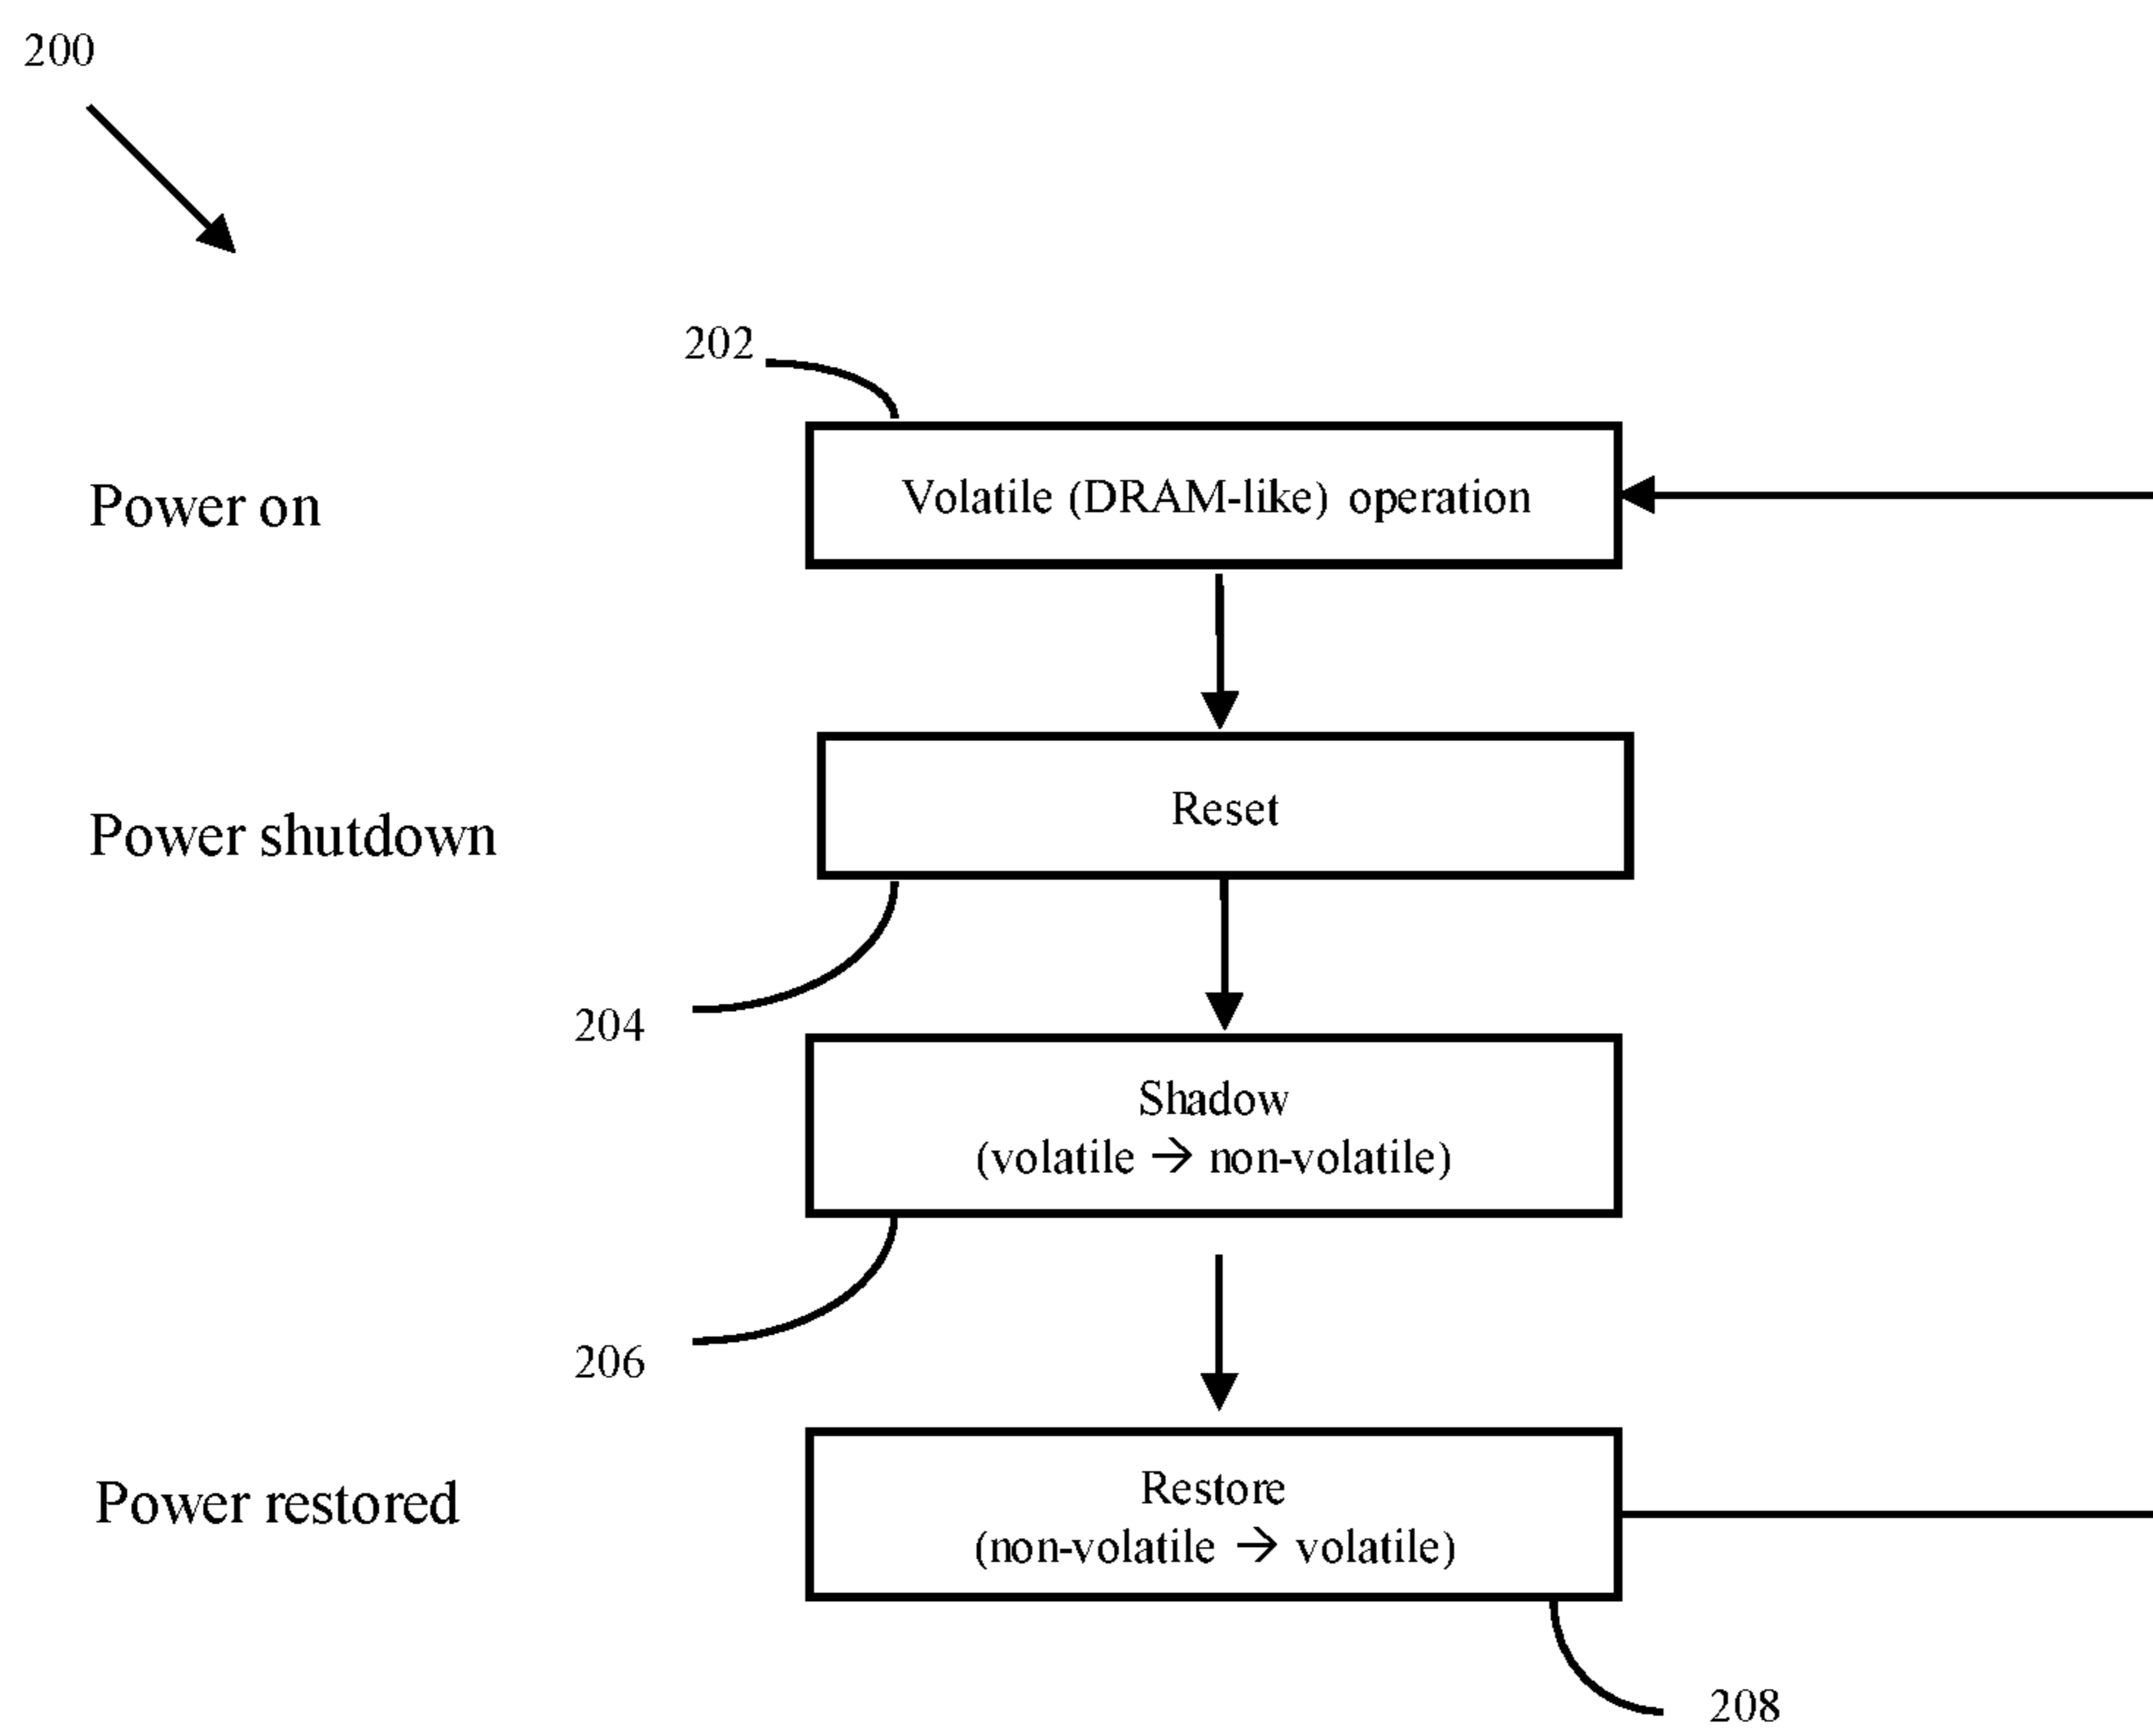 200
202
Power on
Volatile (DRAM-like) operation
Power shutdown
Reset
204
Shadow
(volatile → non-volatile)
206
Power restored
Restore
(non-volatile → volatile)
208